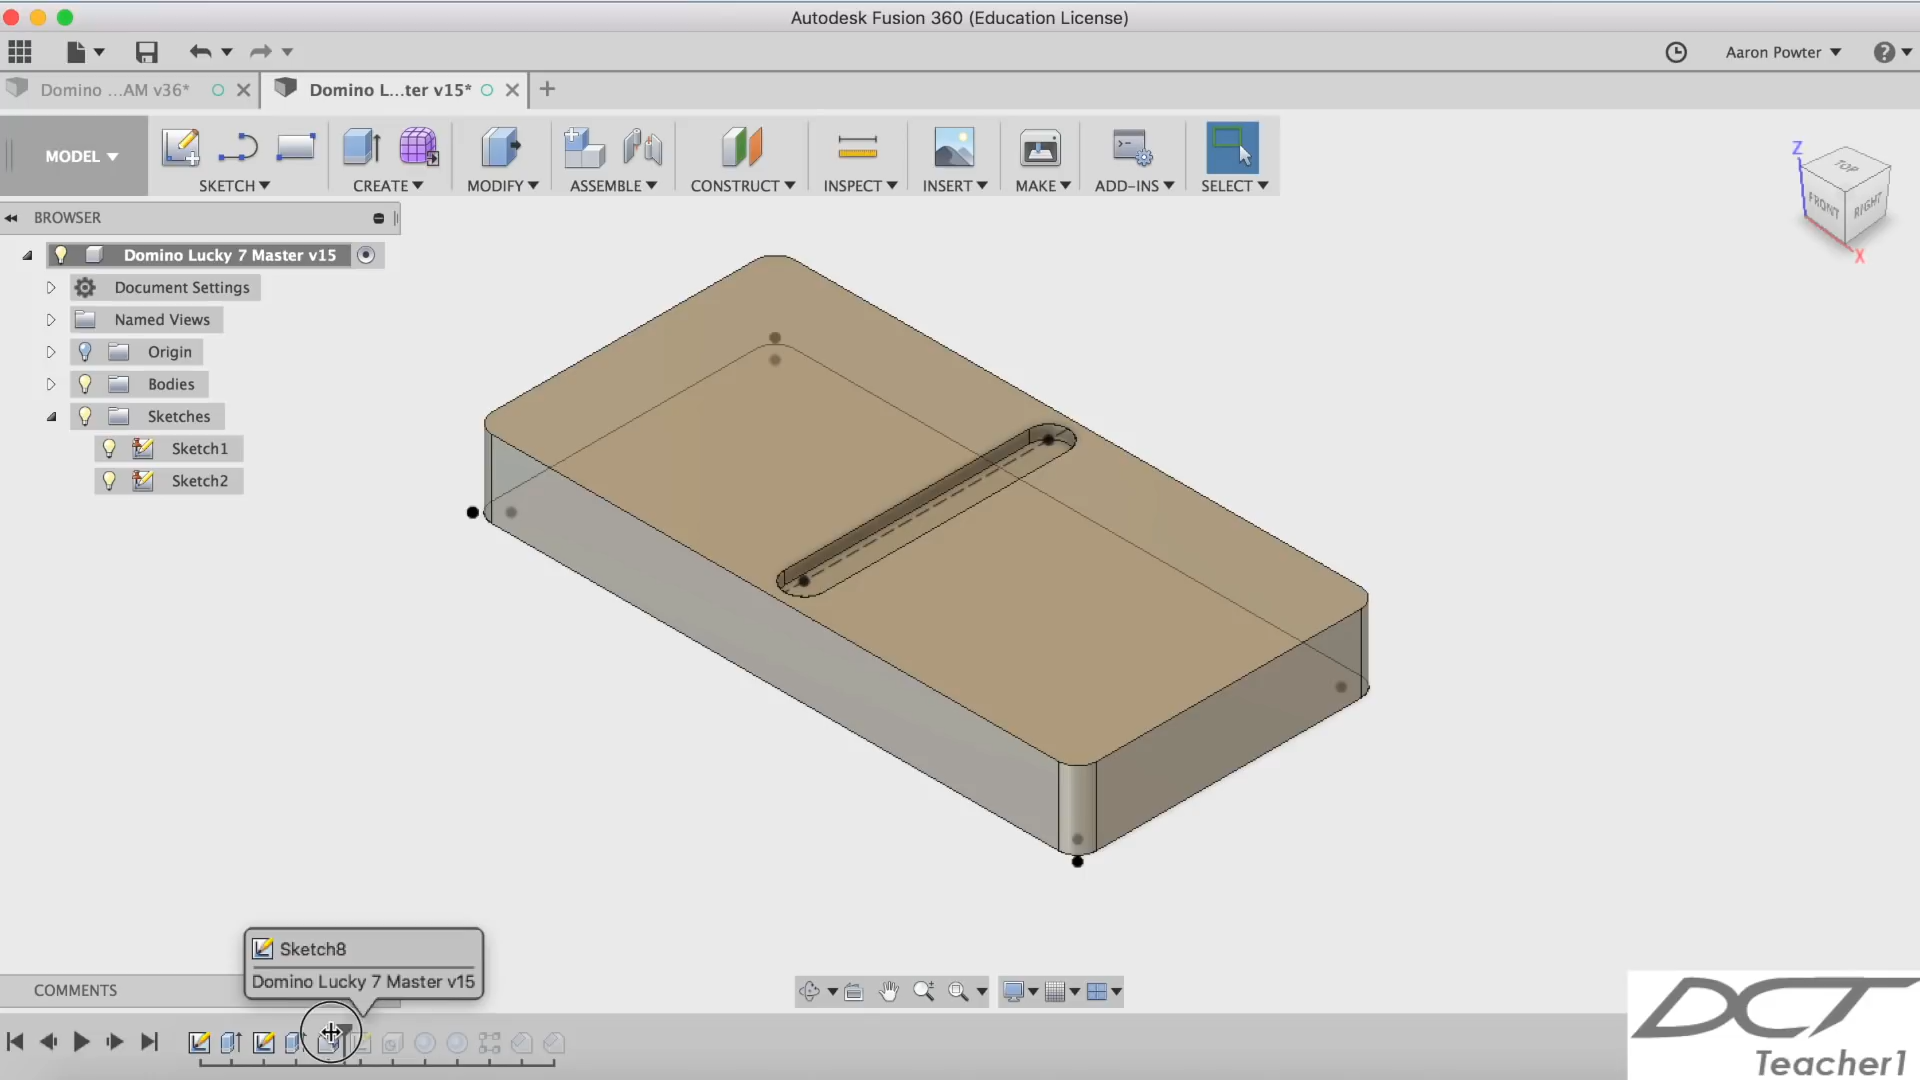 Autodesk Fusion 360 (Education License)
Aaron Powter
Domino ...AM v36*
Domino L...ter v15*
MODEL
SKETCH
CREATE
MODIFY
ASSEMBLE
CONSTRUCT
INSPECT
INSERT
MAKE
ADD-INS
SELECT
Z
TOP
FRONT
RIGHT
X
BROWSER
Domino Lucky 7 Master v15
Document Settings
Named Views
Origin
Bodies
Sketches
Sketch1
Sketch2
Sketch8
Domino Lucky 7 Master v15
COMMENTS
DCT
Teacher1